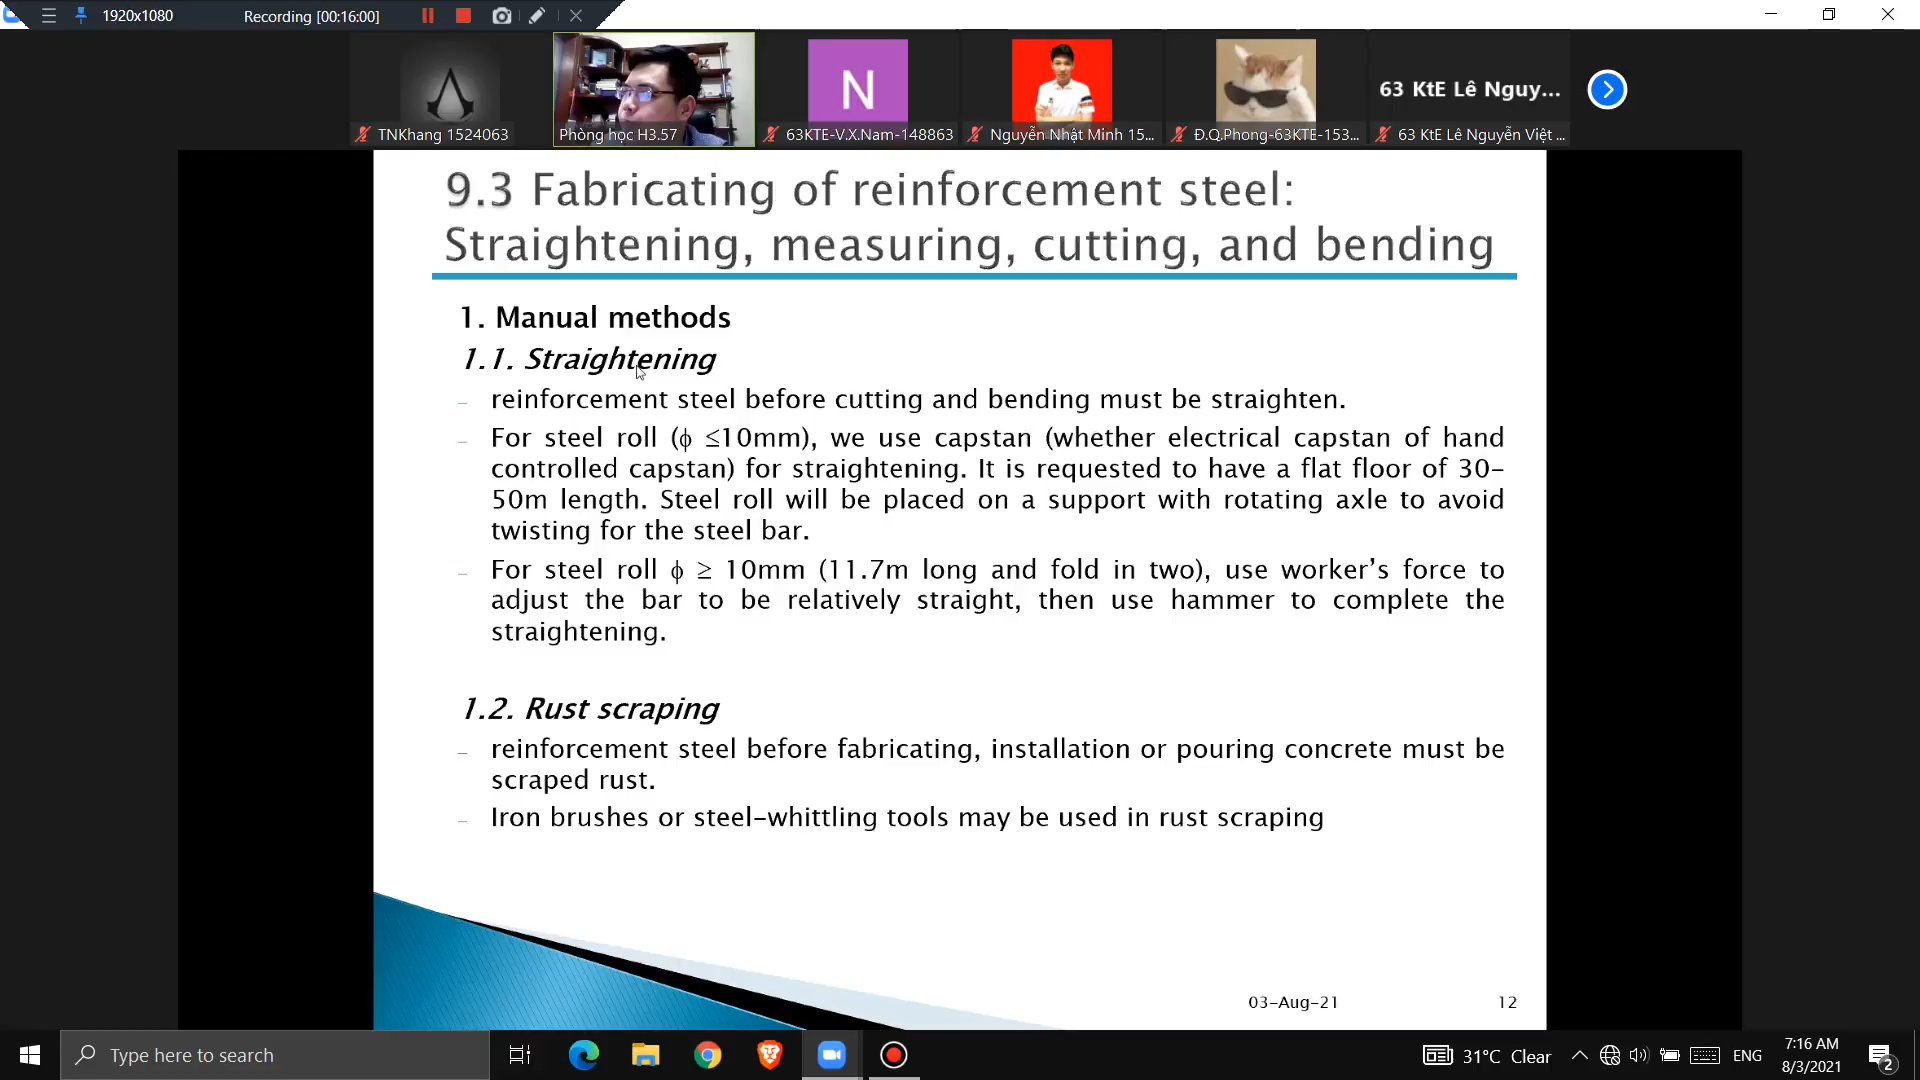 1920x1080
Recording [00:16:00]
N
63 KtE Lê Nguy...
TNKhang 1524063
Phòng học H3.57
63KTE-V.X.Nam-148863
Nguyễn Nhật Minh 15...
Đ.Q.Phong-63KTE-153...
63 KtE Lê Nguyễn Việt ...
9.3 Fabricating of reinforcement steel:
Straightening, measuring, cutting, and bending
1. Manual methods
1.1. Straightening
– reinforcement steel before cutting and bending must be straighten.
– For steel roll (ϕ ≤10mm), we use capstan (whether electrical capstan of hand
controlled capstan) for straightening. It is requested to have a flat floor of 30-
50m length. Steel roll will be placed on a support with rotating axle to avoid
twisting for the steel bar.
– For steel roll ϕ ≥ 10mm (11.7m long and fold in two), use worker's force to
adjust the bar to be relatively straight, then use hammer to complete the
straightening.
1.2. Rust scraping
– reinforcement steel before fabricating, installation or pouring concrete must be
scraped rust.
– Iron brushes or steel-whittling tools may be used in rust scraping
03-Aug-21
12
Type here to search
31°C Clear
ENG
7:16 AM
8/3/2021
2